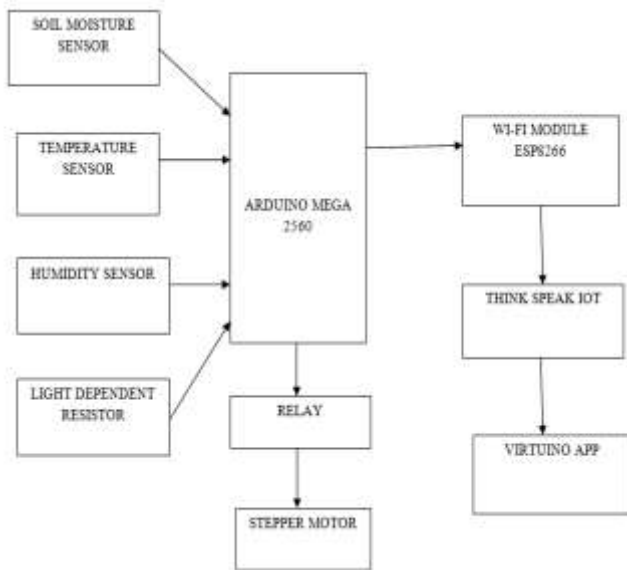 SOIL MOISTURE
SENSOR
TEMPERATURE
SENSOR
HUMIDITY SENSOR
LIGHT DEPENDENT
RESISTOR
ARDUINO MEGA
2560
RELAY
STEPPER MOTOR
WI-FI MODULE
ESP8266
THINK SPEAK IOT
VIRTUINO APP